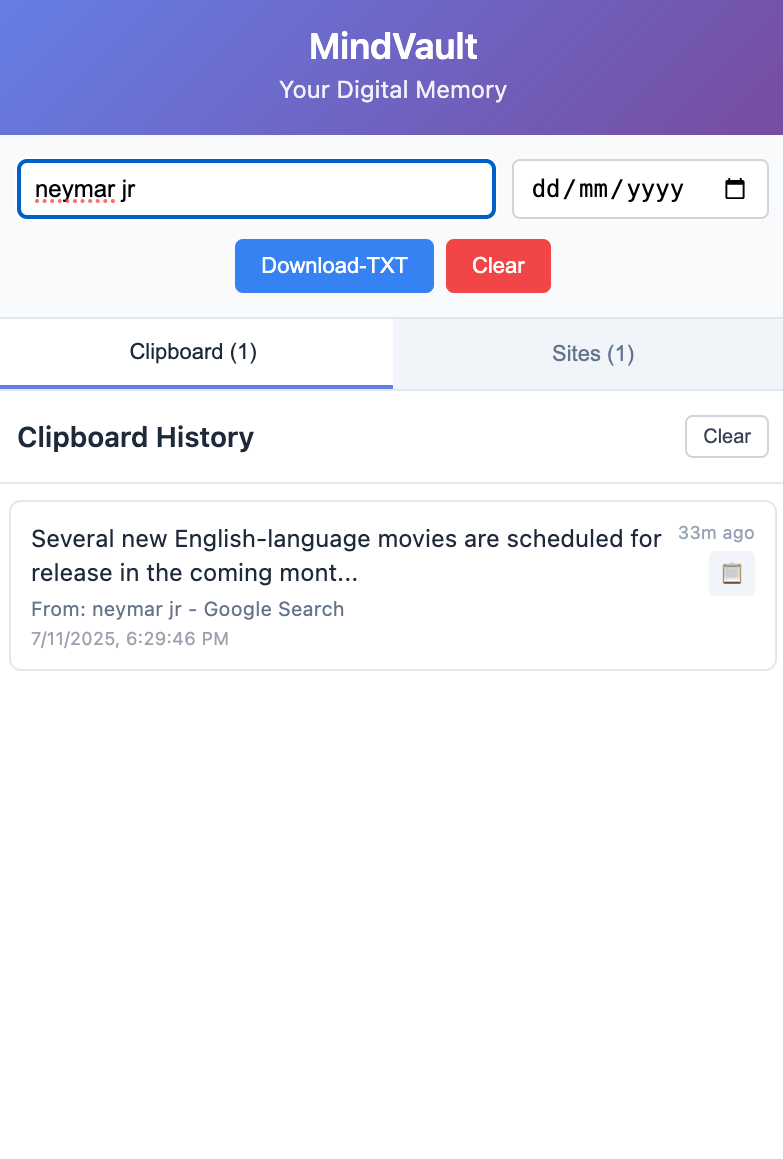 MindVault
Your Digital Memory
neymar jr
dd/mm/yyyy
Download-TXT
Clear
Clipboard (1)
Sites (1)
Clipboard History
Clear
Several new English-language movies are scheduled for
release in the coming mont...
33m ago
From: neymar jr - Google Search
7/11/2025, 6:29:46 PM